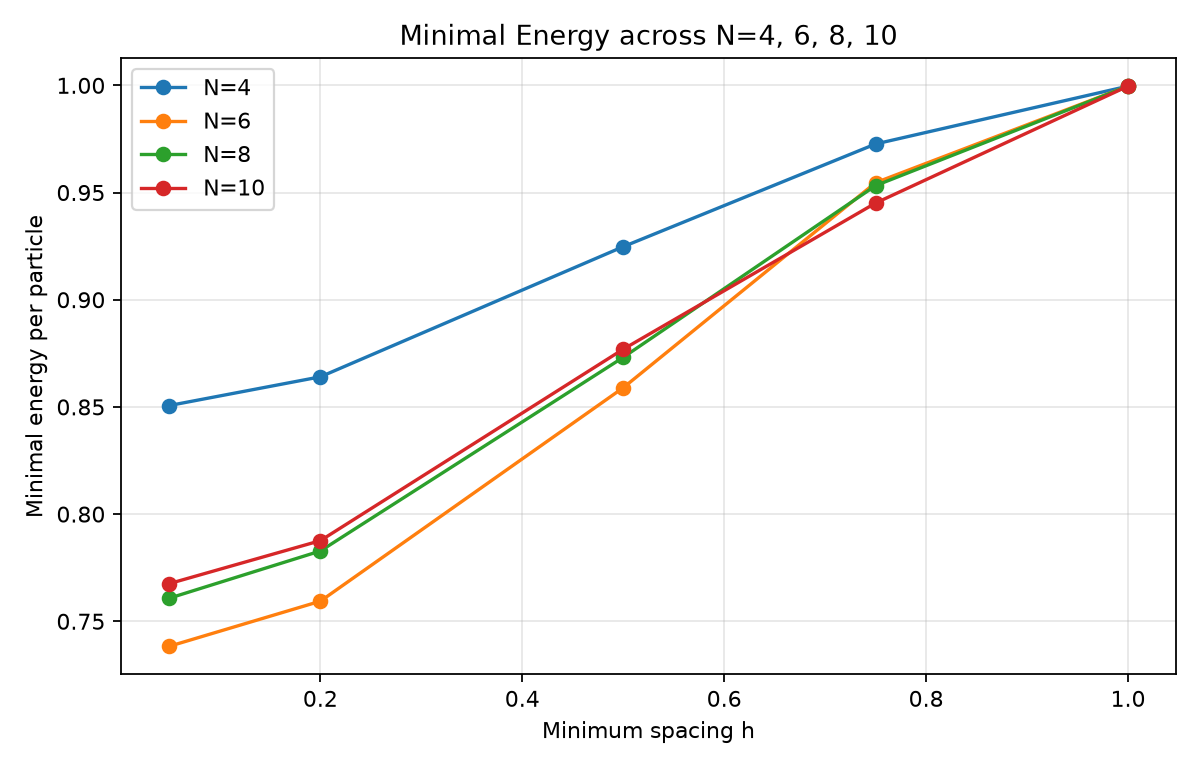 Minimal Energy across N=4, 6, 8, 10
N=4
N=6
N=8
N=10
1.00
0.95
0.90
0.85
0.80
0.75
Minimal energy per particle
0.2
0.4
0.6
0.8
1.0
Minimum spacing h